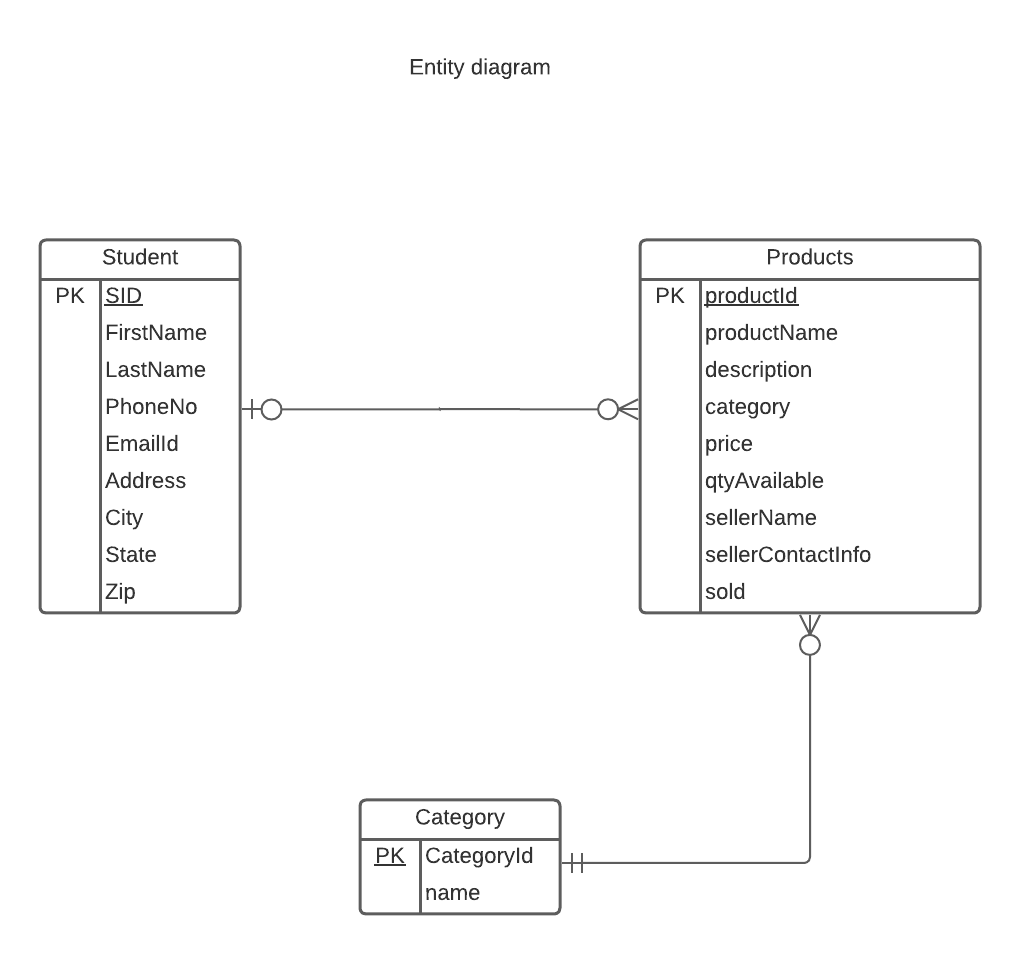 Entity diagram
Student
PK SID
FirstName
LastName
PhoneNo
EmailId
Address
City
State
Zip
Products
PK productId
productName
description
category
price
qtyAvailable
sellerName
sellerContactInfo
sold
Category
PK CategoryId
name